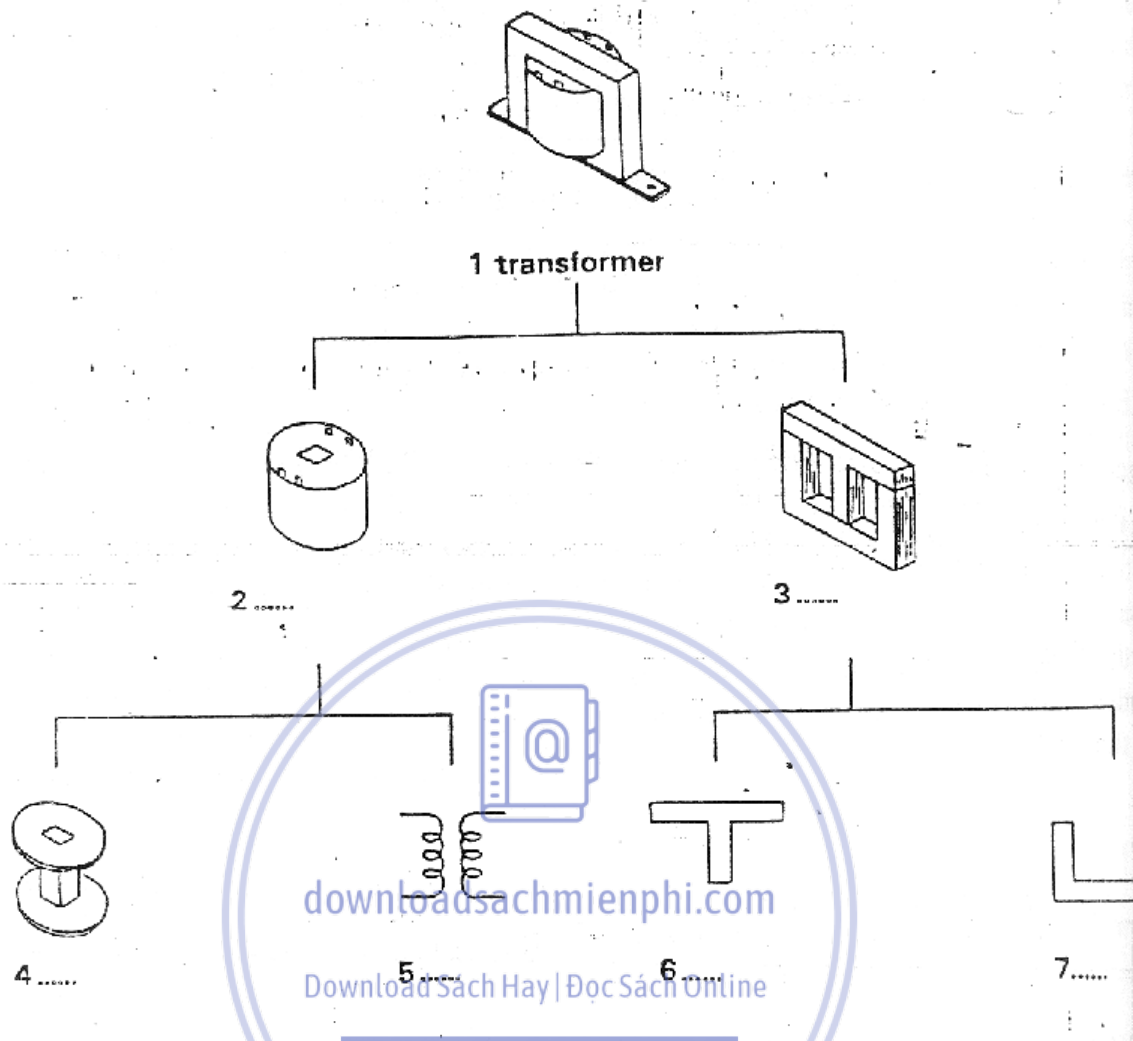 1 transformer
2 ......
3 ......
@
downloadsachmienphi.com
4 ...... 5 ...... 6 ...... 7 ......
Download Sách Hay | Đọc Sách Online